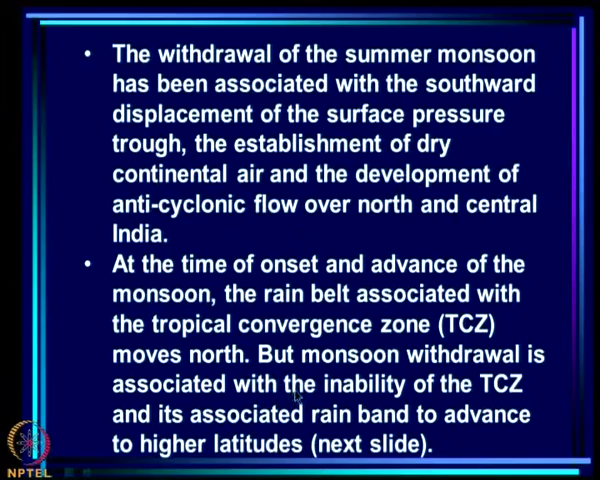 • The withdrawal of the summer monsoon
has been associated with the southward
displacement of the surface pressure
trough, the establishment of dry
continental air and the development of
anti-cyclonic flow over north and central
India.
• At the time of onset and advance of the
monsoon, the rain belt associated with
the tropical convergence zone (TCZ)
moves north. But monsoon withdrawal is
associated with the inability of the TCZ
and its associated rain band to advance
to higher latitudes (next slide).
NPTEL